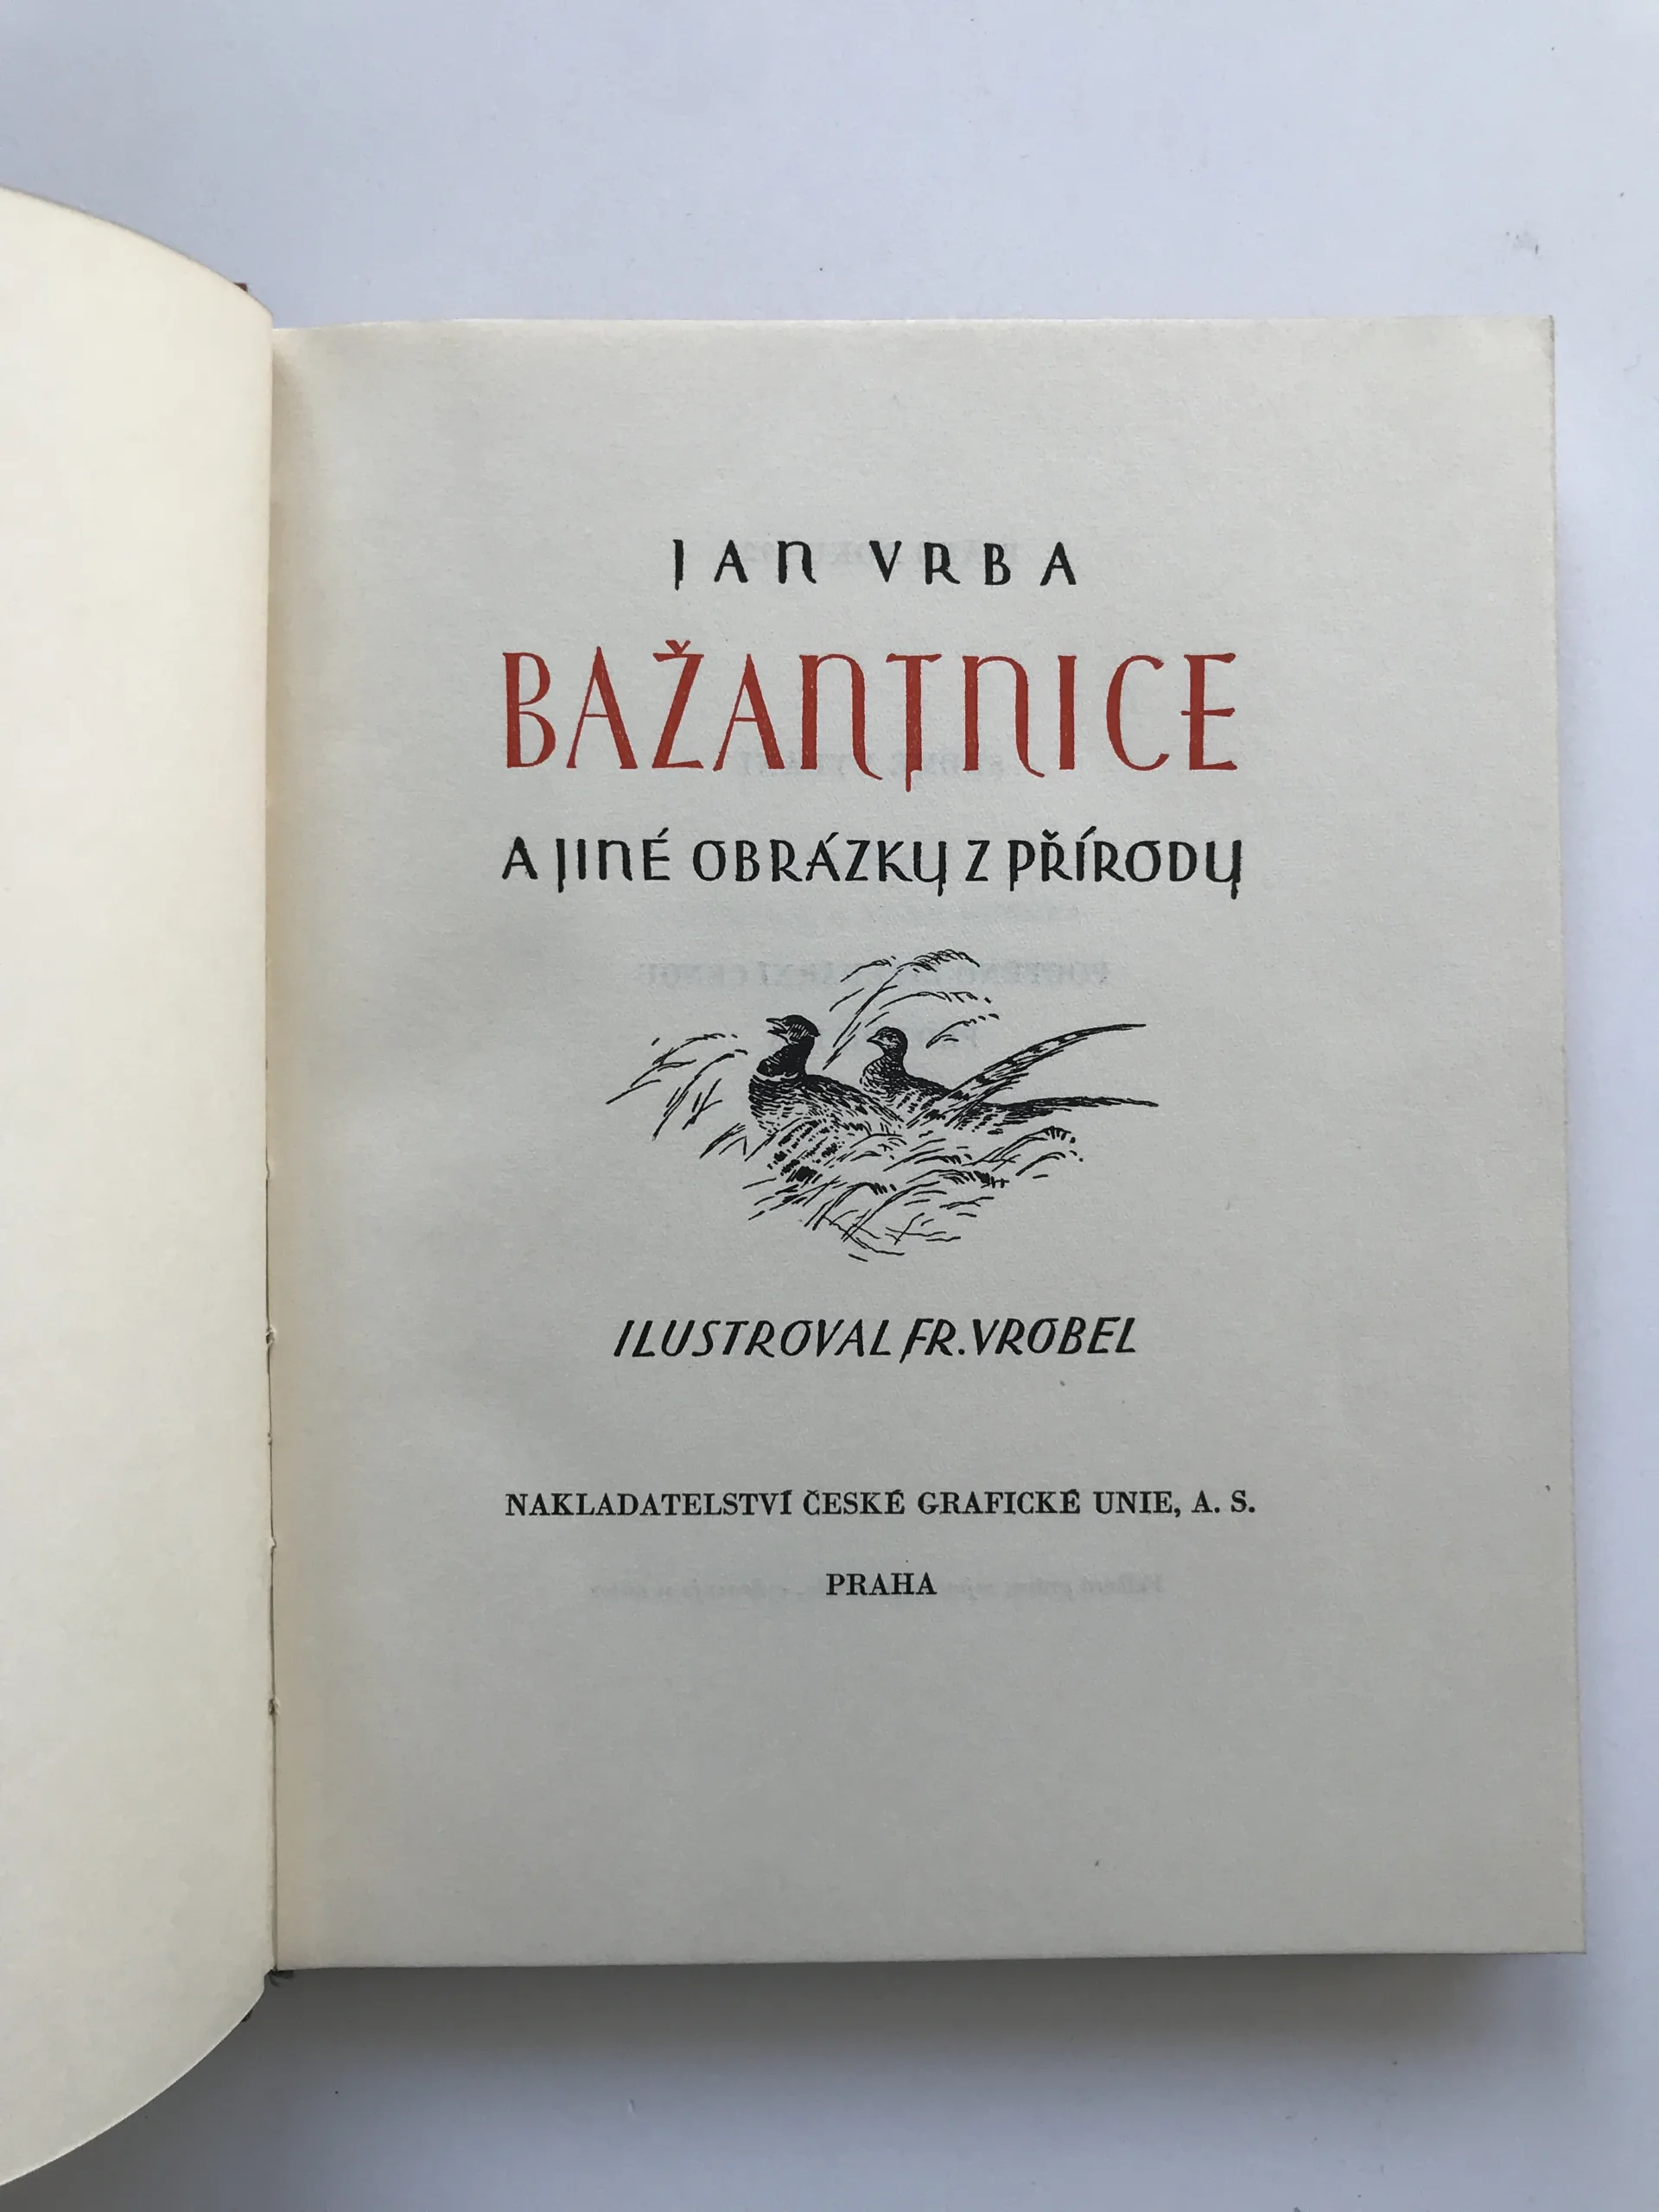 JAN VRBA
BAŽANTNICE
A JINÉ OBRÁZKY Z PŘÍRODY
ILUSTROVAL FR. VROBEL
NAKLADATELSTVÍ ČESKÉ GRAFICKÉ UNIE, A. S.
PRAHA